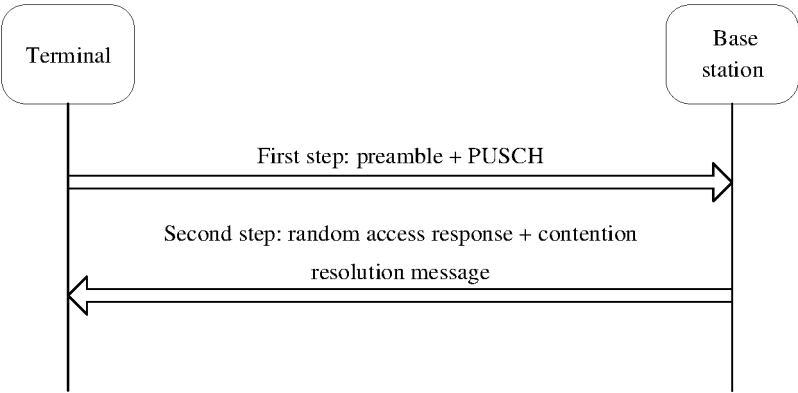 Terminal
Base
station
First step: preamble + PUSCH
Second step: random access response + contention
resolution message